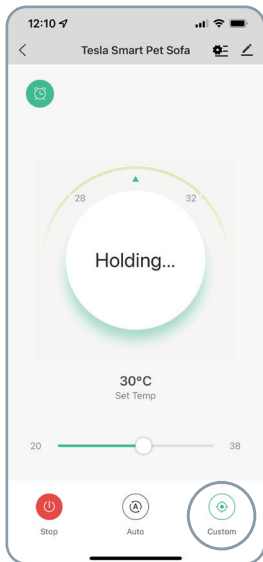 12:10
Tesla Smart Pet Sofa
28 32
Holding...
30°C
Set Temp
20 38
A
Stop Auto Custom